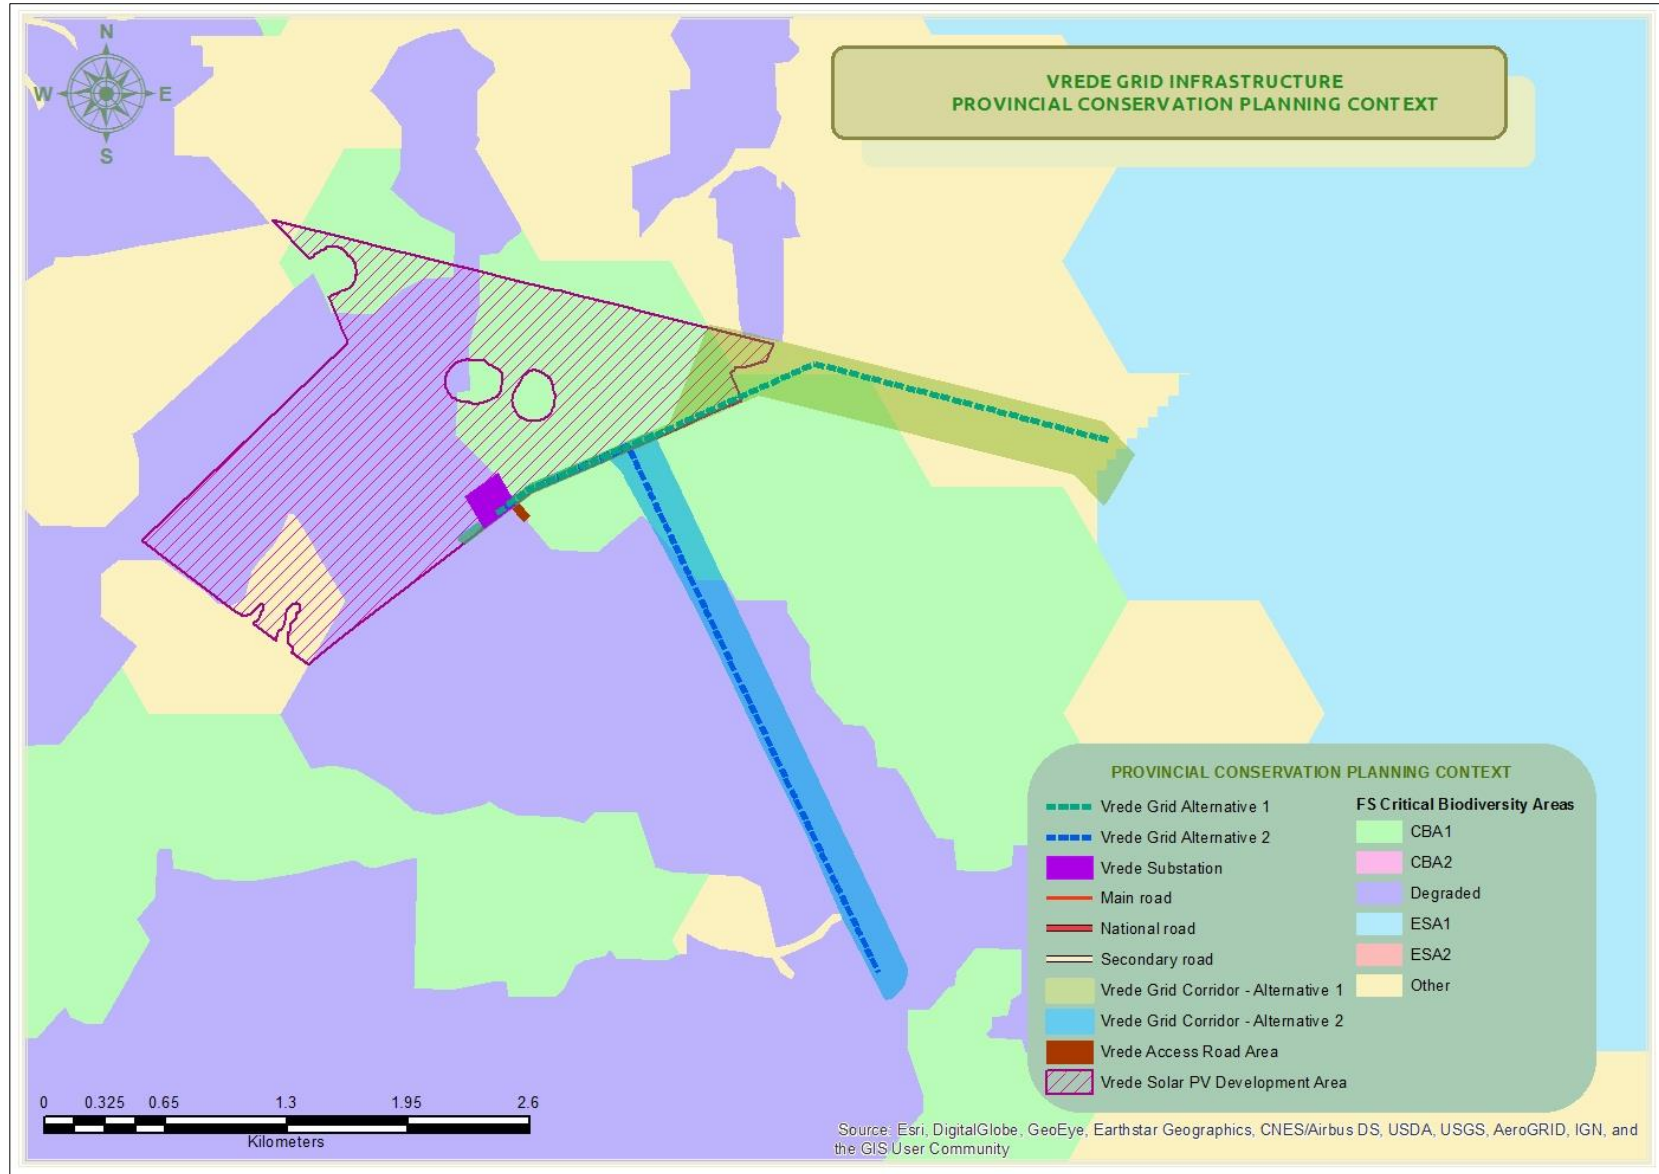 N
W E
S
VREDE GRID INFRASTRUCTURE
PROVINCIAL CONSERVATION PLANNING CONTEXT
PROVINCIAL CONSERVATION PLANNING CONTEXT
Vrede Grid Alternative 1
Vrede Grid Alternative 2
Vrede Substation
Main road
National road
Secondary road
Vrede Grid Corridor - Alternative 1
Vrede Grid Corridor - Alternative 2
Vrede Access Road Area
Vrede Solar PV Development Area
FS Critical Biodiversity Areas
CBA1
CBA2
Degraded
ESA1
ESA2
Other
0 0.325 0.65 1.3 1.95 2.6
Kilometers
Source: Esri, DigitalGlobe, GeoEye, Earthstar Geographics, CNES/Airbus DS, USDA, USGS, AeroGRID, IGN, and
the GIS User Community